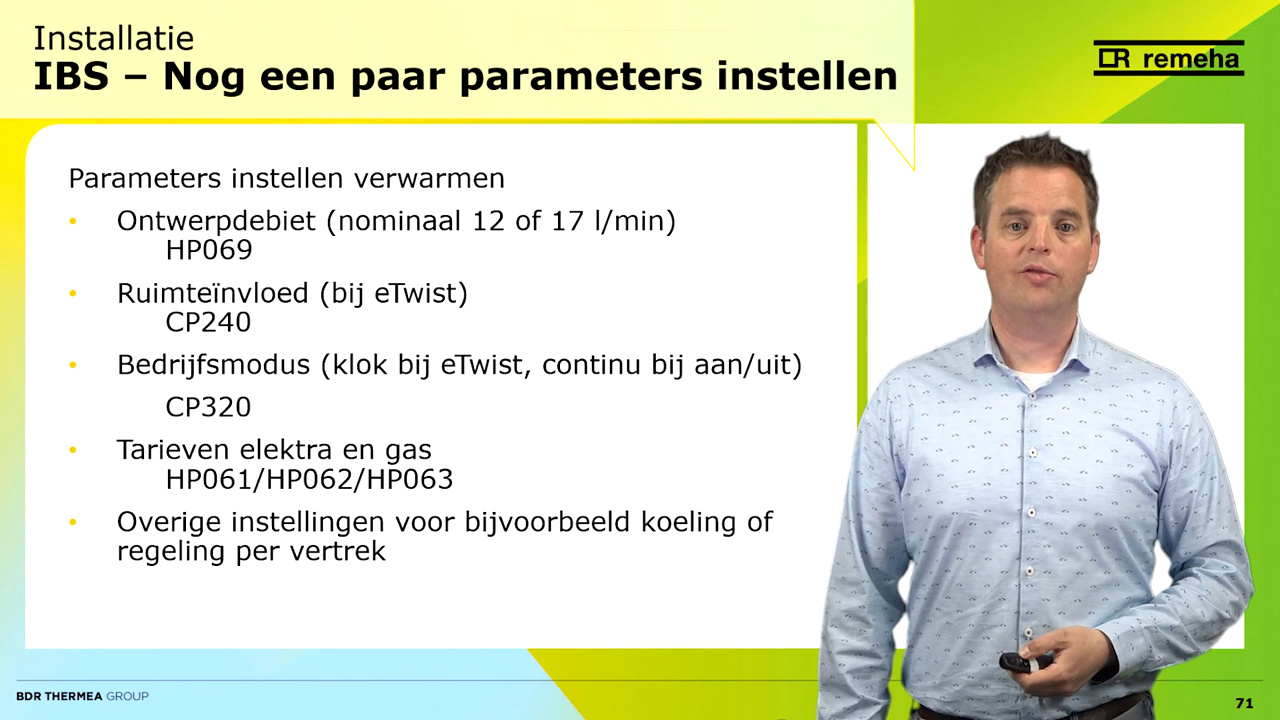 Installatie
IBS – Nog een paar parameters instellen
remeha
Parameters instellen verwarmen
• Ontwerpdebiet (nominaal 12 of 17 l/min)
HP069
• Ruimteïnvloed (bij eTwist)
CP240
• Bedrijfsmodus (klok bij eTwist, continu bij aan/uit)
CP320
• Tarieven elektra en gas
HP061/HP062/HP063
• Overige instellingen voor bijvoorbeeld koeling of
regeling per vertrek
BDR THERMEA GROUP
71